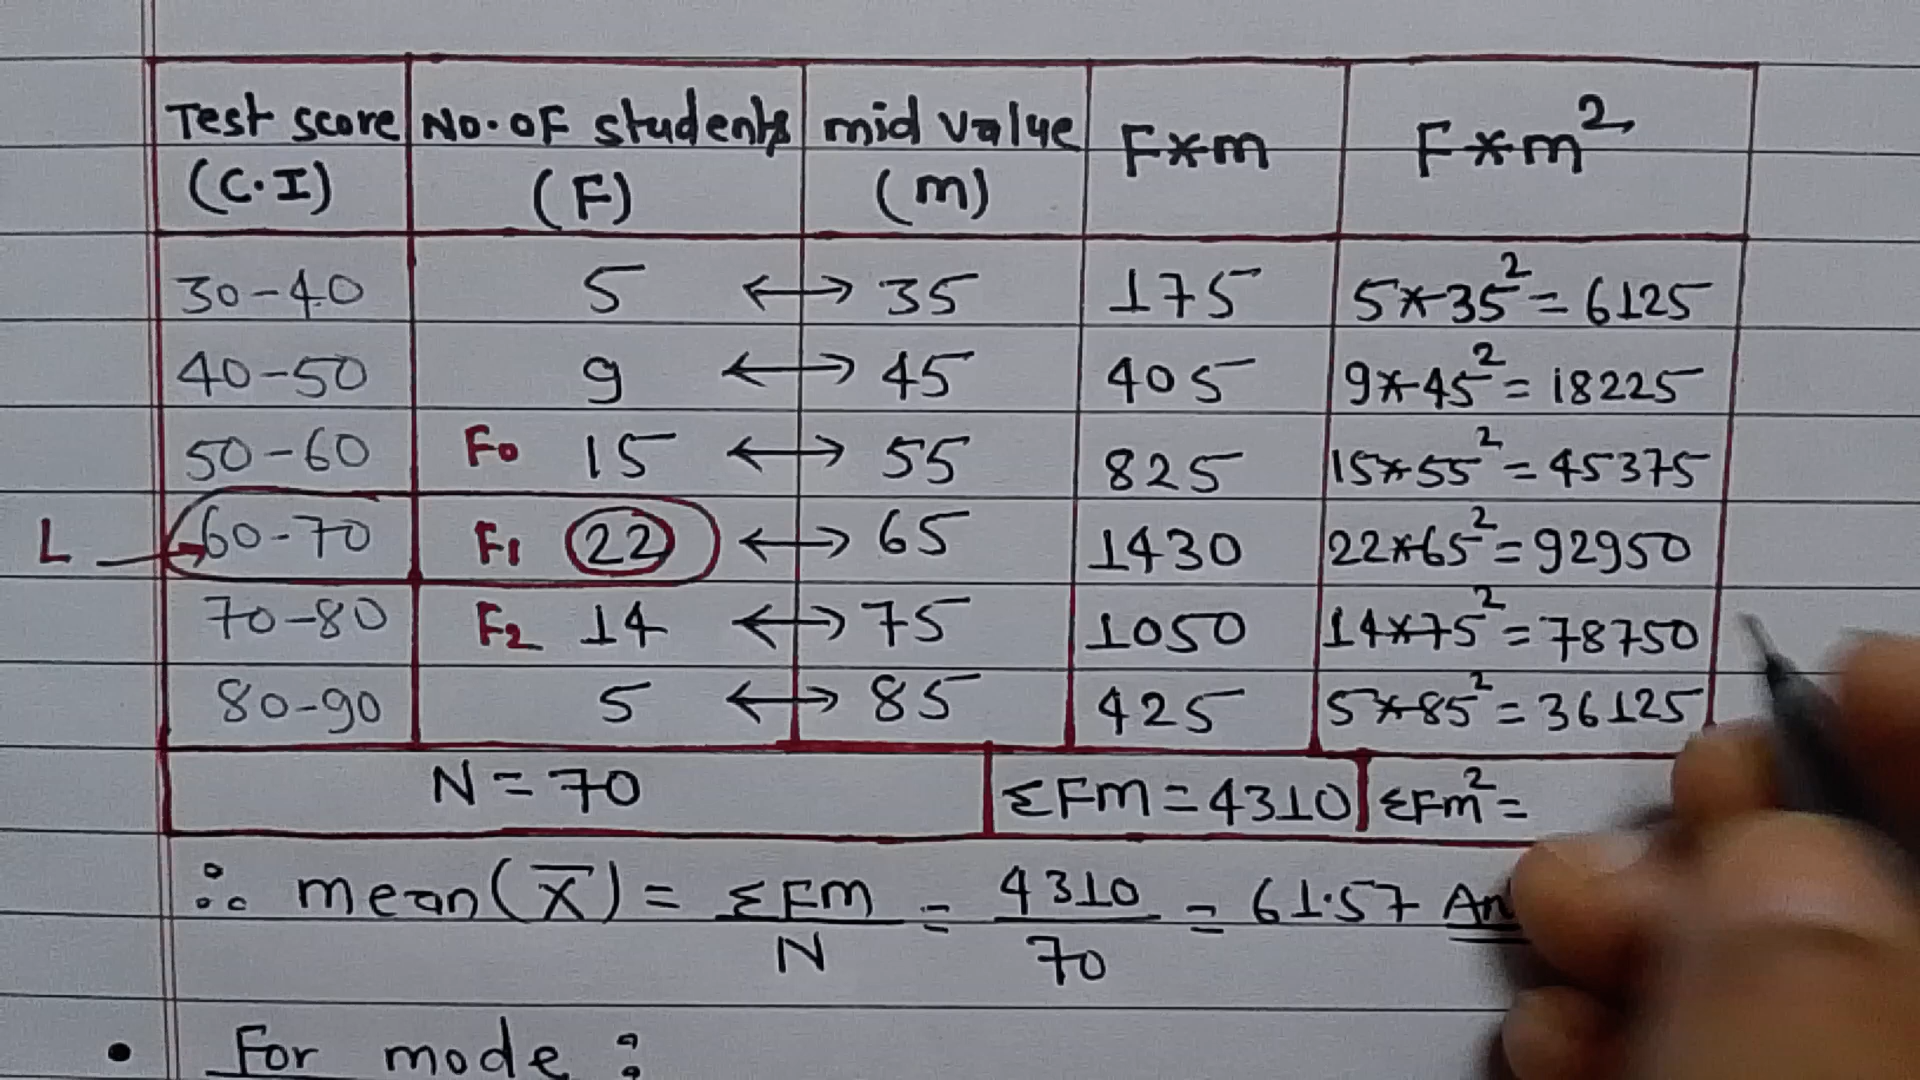 Test score No. of students mid value F*m F*m²
(C.I) (F) (m)
30-40 5 ↔ 35 175 5*35²=6125
40-50 9 ↔ 45 405 9*45²=18225
50-60 F₀ 15 ↔ 55 825 15*55²=45375
L → 60-70 F₁ 22 ↔ 65 1430 22*65²=92950
70-80 F₂ 14 ↔ 75 1050 14*75²=78750
80-90 5 ↔ 85 425 5*85²=36125
N = 70 ΣFm = 4310 ΣFm² =
∴ mean (x̄) = ΣFm/N = 4310/70 = 61.57
• For mode :